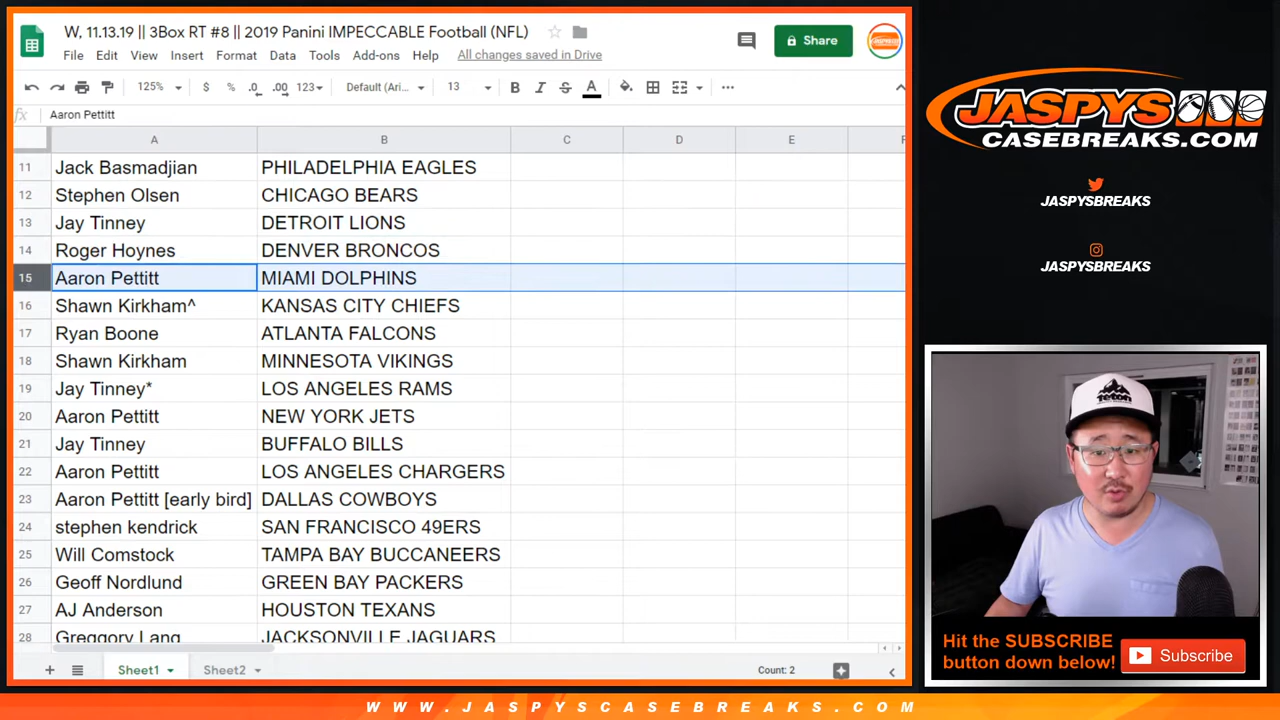 W, 11.13.19 || 3Box RT #8 || 2019 Panini IMPECCABLE Football (NFL)
File Edit View Insert Format Data Tools Add-ons Help All changes saved in Drive
Share
125% $ % .0 .00 123 Default (Ari... 13 B I S A
fx Aaron Pettitt
A B C D E F
11 Jack Basmadjian PHILADELPHIA EAGLES
12 Stephen Olsen CHICAGO BEARS
13 Jay Tinney DETROIT LIONS
14 Roger Hoynes DENVER BRONCOS
15 Aaron Pettitt MIAMI DOLPHINS
16 Shawn Kirkham^ KANSAS CITY CHIEFS
17 Ryan Boone ATLANTA FALCONS
18 Shawn Kirkham MINNESOTA VIKINGS
19 Jay Tinney* LOS ANGELES RAMS
20 Aaron Pettitt NEW YORK JETS
21 Jay Tinney BUFFALO BILLS
22 Aaron Pettitt LOS ANGELES CHARGERS
23 Aaron Pettitt [early bird] DALLAS COWBOYS
24 stephen kendrick SAN FRANCISCO 49ERS
25 Will Comstock TAMPA BAY BUCCANEERS
26 Geoff Nordlund GREEN BAY PACKERS
27 AJ Anderson HOUSTON TEXANS
28 Greggory Lang JACKSONVILLE JAGUARS
Sheet1 Sheet2 Count: 2
JASPYS
CASEBREAKS.COM
JASPYSBREAKS
JASPYSBREAKS
teton
Hit the SUBSCRIBE
button down below!
Subscribe
WWW.JASPYSCASEBREAKS.COM